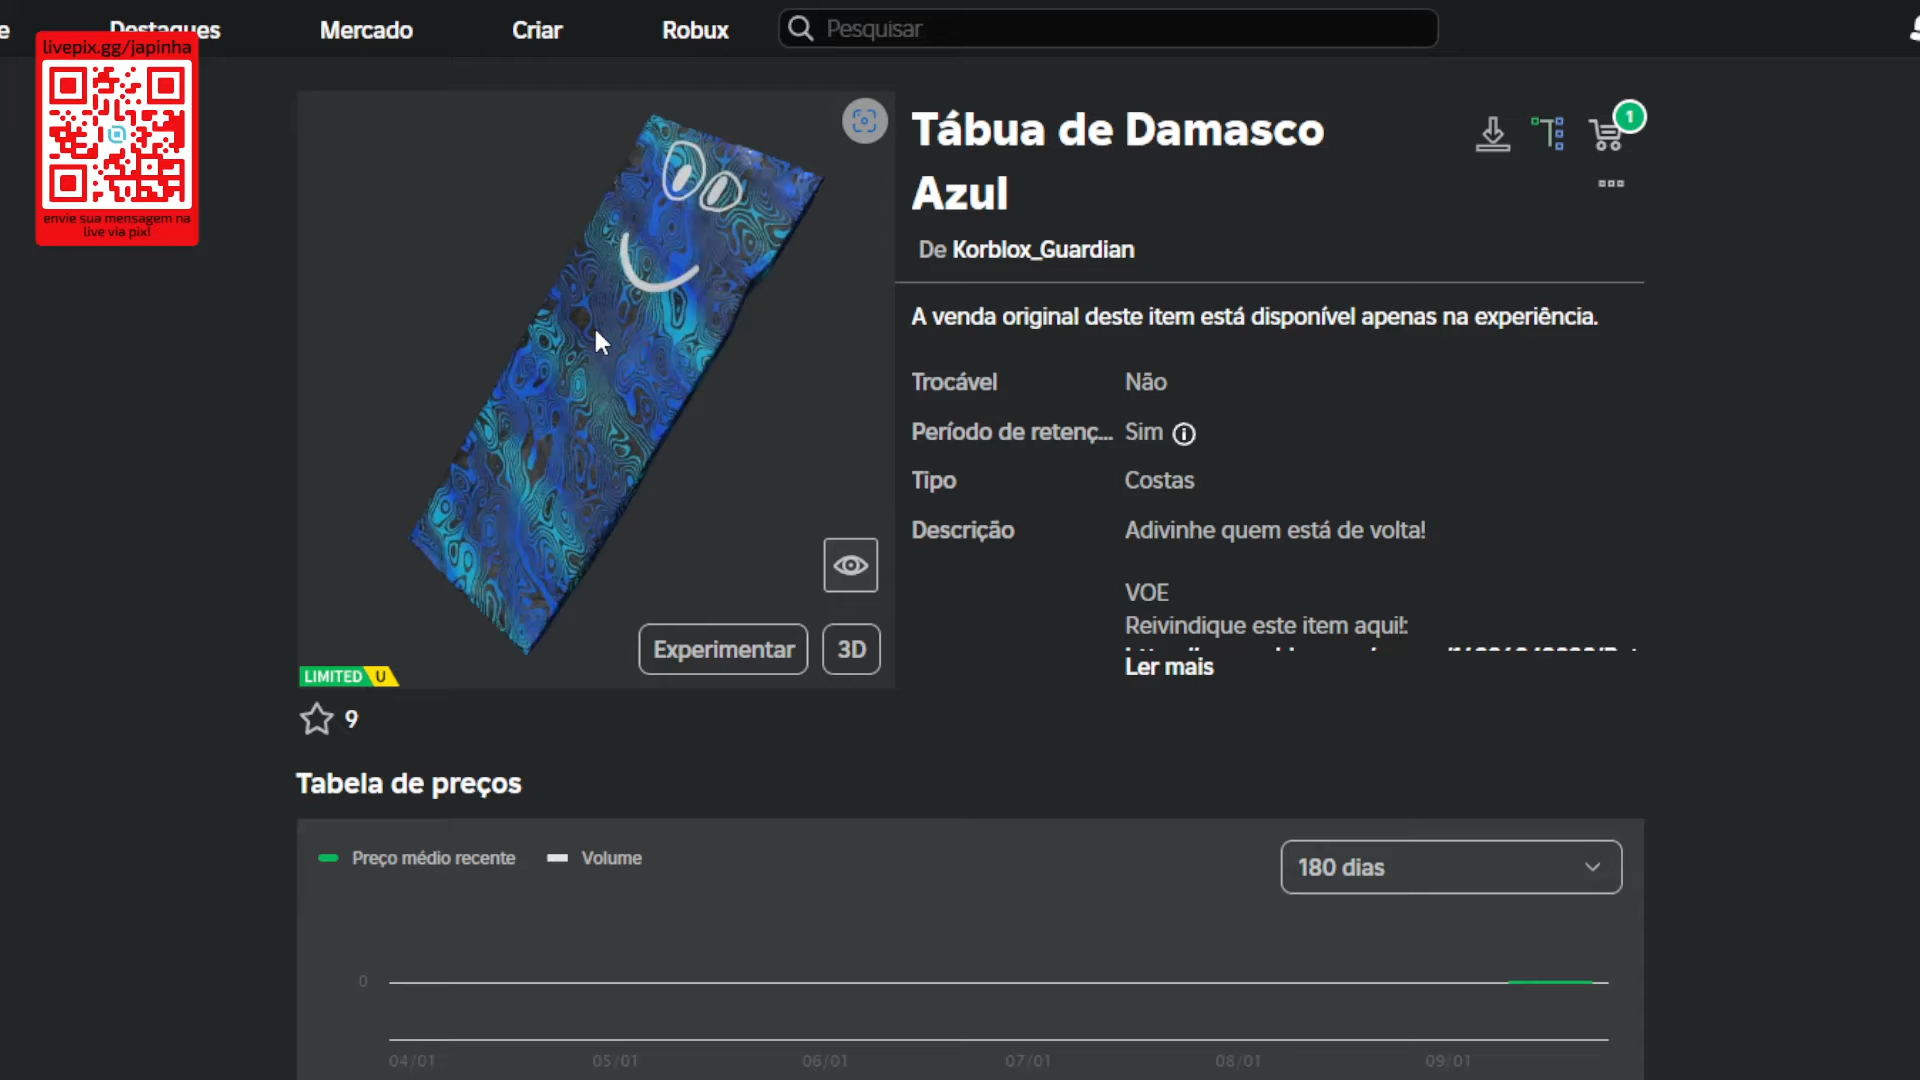 e
Destaques
Mercado
Criar
Robux
Pesquisar
livepix.gg/japinha
envie sua mensagem na
live via pix!
Tábua de Damasco
Azul
1
De Korblox_Guardian
A venda original deste item está disponível apenas na experiência.
Trocável Não
Período de retenç... Sim
Tipo Costas
Descrição Adivinhe quem está de volta!
VOE
Reivindique este item aqui!:
Ler mais
Experimentar
3D
LIMITED U
9
Tabela de preços
Preço médio recente
Volume
180 dias
0
04/01 05/01 06/01 07/01 08/01 09/01